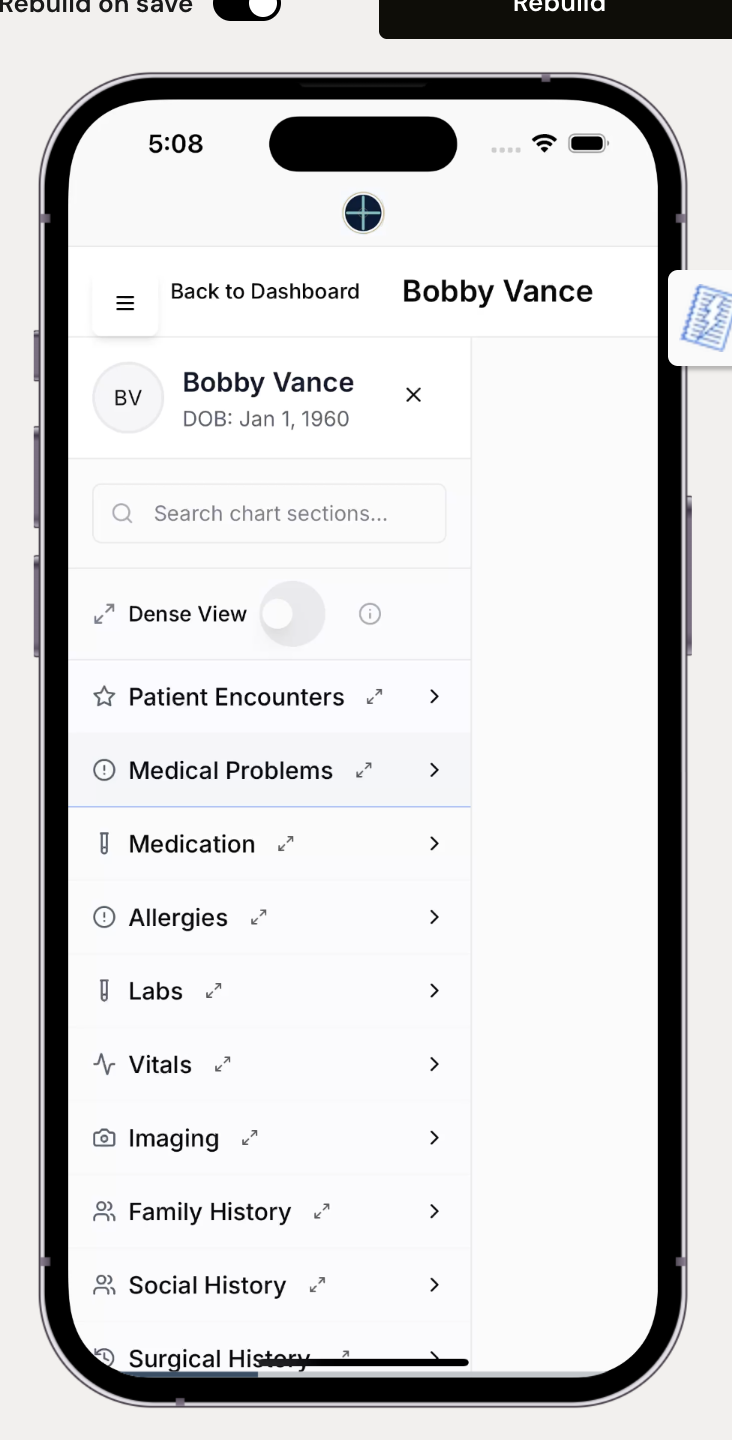 Rebuild on save
Rebuild
5:08
Back to Dashboard
Bobby Vance
BV
Bobby Vance
DOB: Jan 1, 1960
Search chart sections...
Dense View
Patient Encounters
Medical Problems
Medication
Allergies
Labs
Vitals
Imaging
Family History
Social History
Surgical History